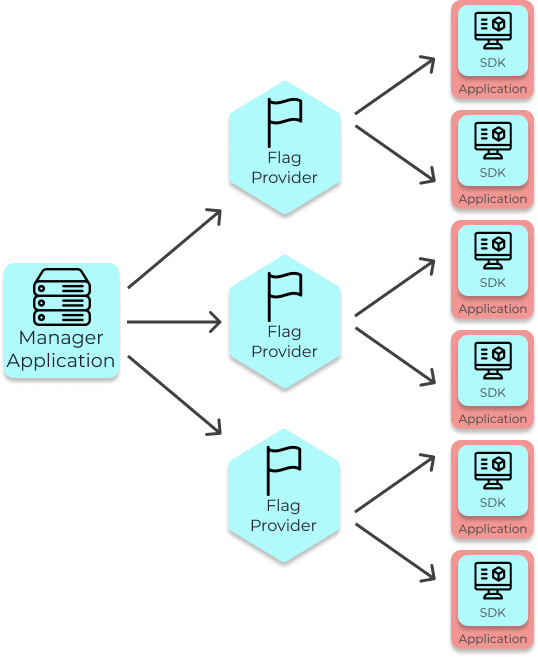 Manager
Application
Flag
Provider
Flag
Provider
Flag
Provider
SDK
Application
SDK
Application
SDK
Application
SDK
Application
SDK
Application
SDK
Application